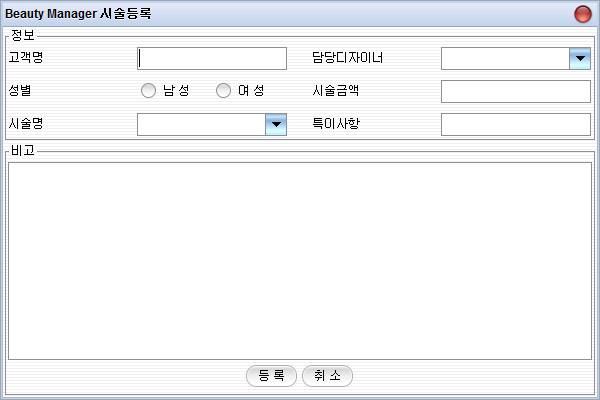 Beauty Manager 시술등록
정보
고객명 담당디자이너
성별 남 성 여 성 시술금액
시술명 특이사항
비고
등 록 취 소